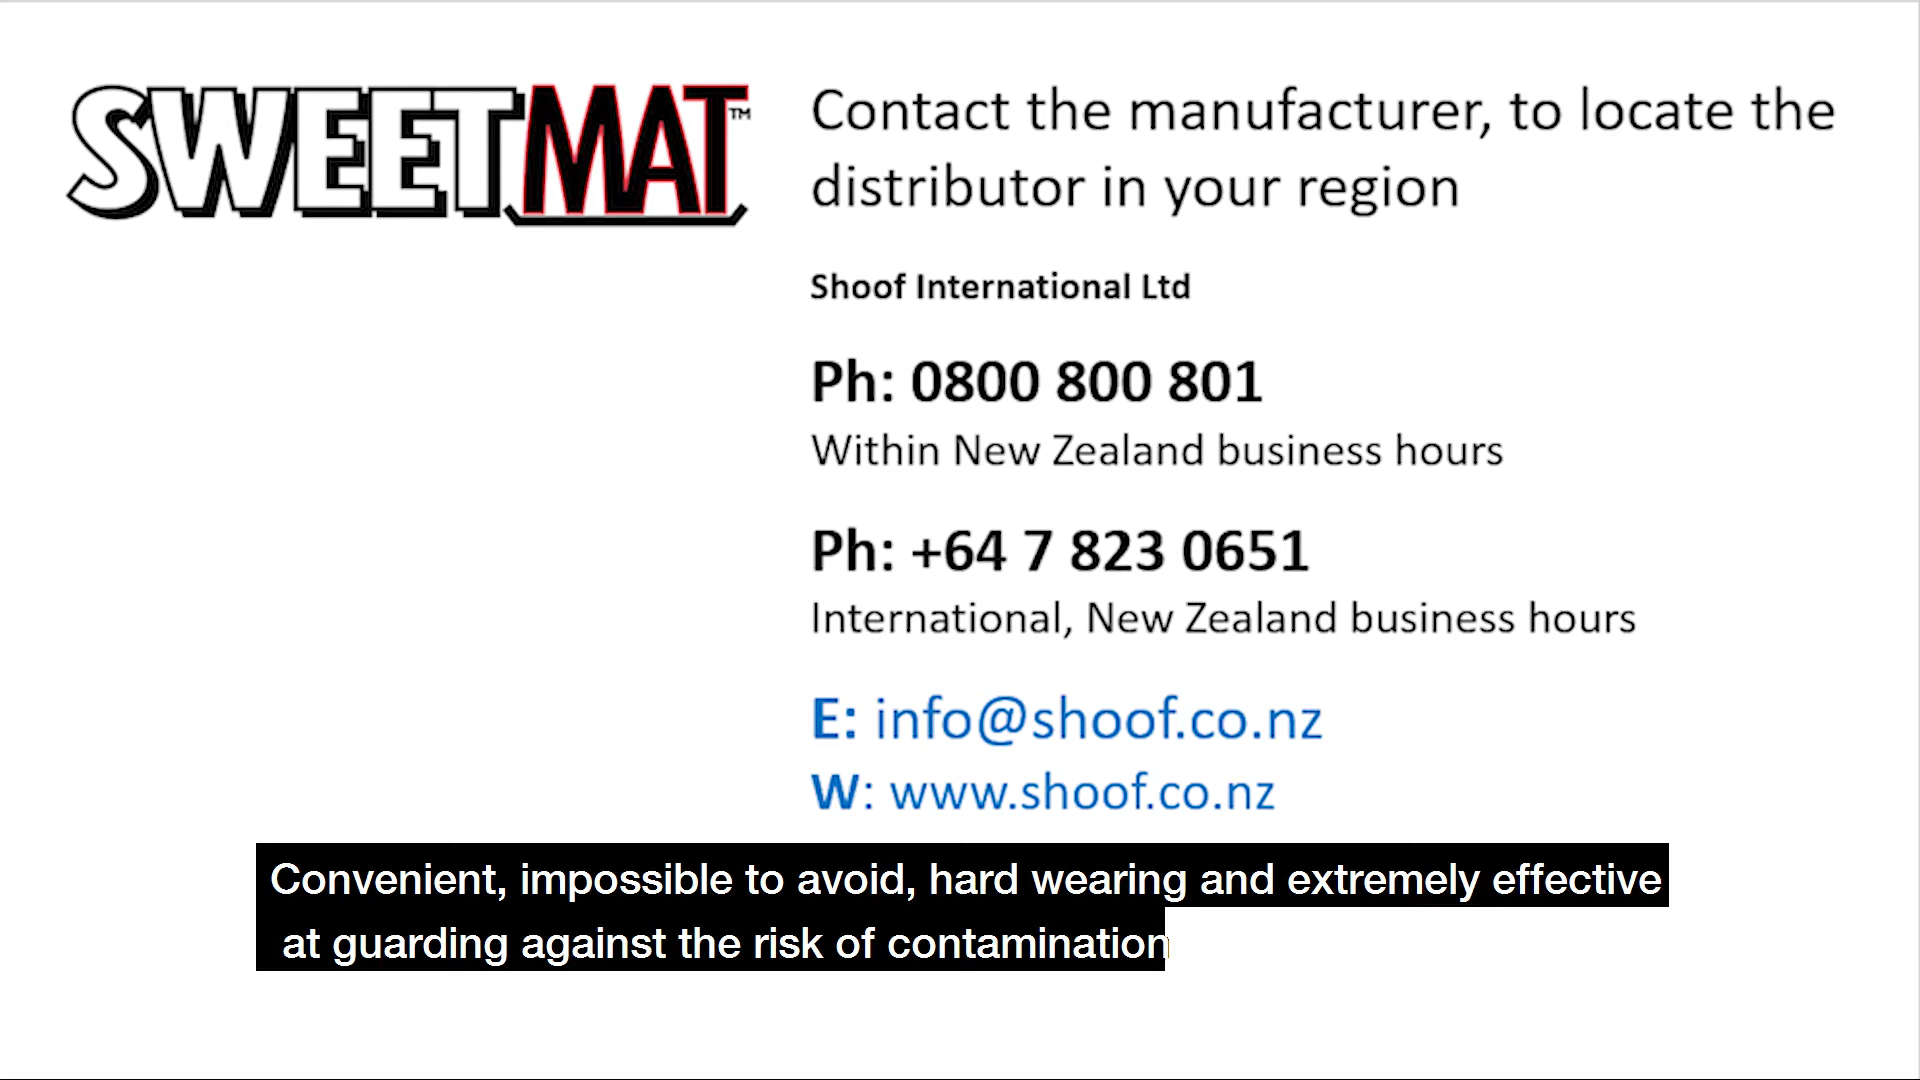 SWEETMAT™
Contact the manufacturer, to locate the
distributor in your region
Shoof International Ltd
Ph: 0800 800 801
Within New Zealand business hours
Ph: +64 7 823 0651
International, New Zealand business hours
E: info@shoof.co.nz
W: www.shoof.co.nz
Convenient, impossible to avoid, hard wearing and extremely effective
at guarding against the risk of contamination